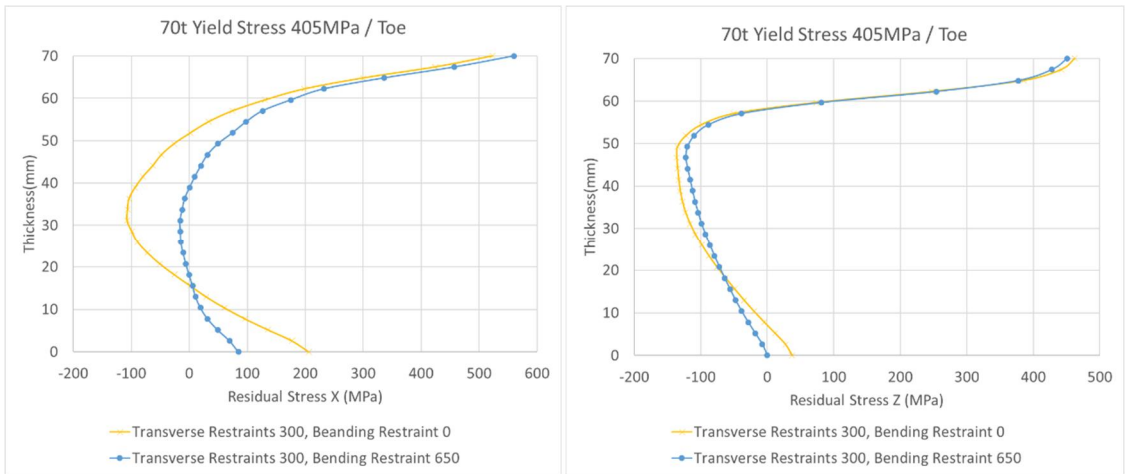 70t Yield Stress 405MPa / Toe
Thickness(mm)
70
60
50
40
30
20
10
0
-200 -100 0 100 200 300 400 500 600
Residual Stress X (MPa)
Transverse Restraints 300, Beanding Restraint 0
Transverse Restraints 300, Bending Restraint 650
70t Yield Stress 405MPa / Toe
Thickness(mm)
70
60
50
40
30
20
10
0
-200 -100 0 100 200 300 400 500
Residual Stress Z (MPa)
Transverse Restraints 300, Bending Restraint 0
Transverse Restraints 300, Bending Restraint 650